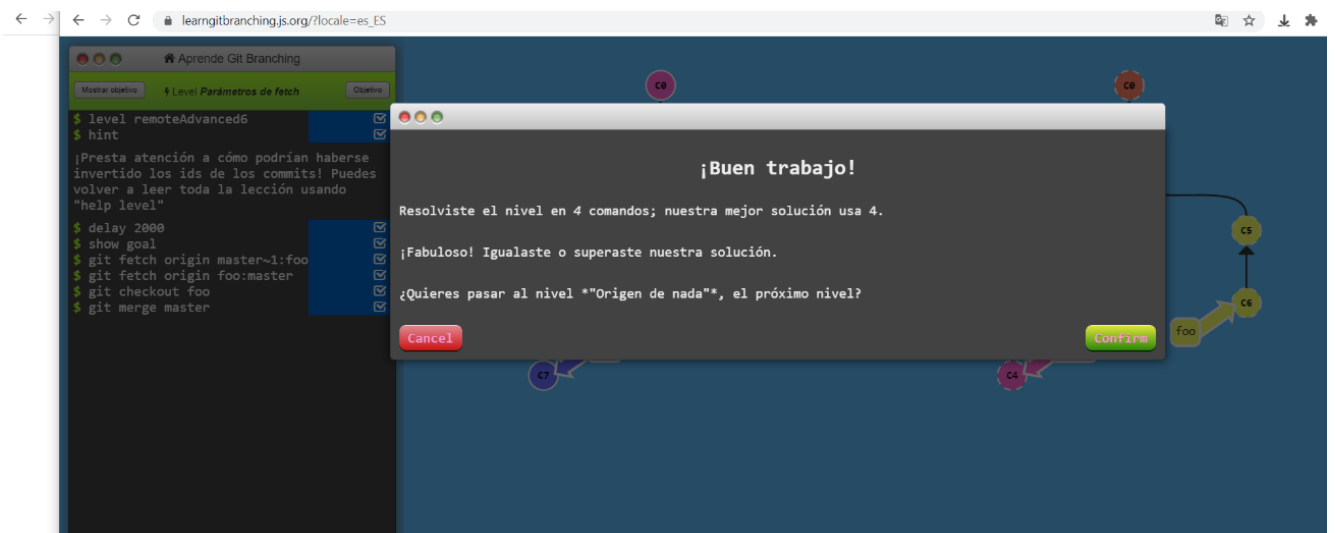 learngitbranching.js.org/?locale=es_ES
Aprende Git Branching
Mostrar objetivo
Level Parámetros de fetch
Objetivo
$ level remoteAdvanced6
$ hint
¡Presta atención a cómo podrían haberse
invertido los ids de los commits! Puedes
volver a leer toda la lección usando
"help level"
$ delay 2000
$ show goal
$ git fetch origin master~1:foo
$ git fetch origin foo:master
$ git checkout foo
$ git merge master
C0
C0
¡Buen trabajo!
Resolviste el nivel en 4 comandos; nuestra mejor solución usa 4.
¡Fabuloso! Igualaste o superaste nuestra solución.
¿Quieres pasar al nivel *"Origen de nada"*, el próximo nivel?
Cancel
Confirm
C5
C6
foo
C7
C4